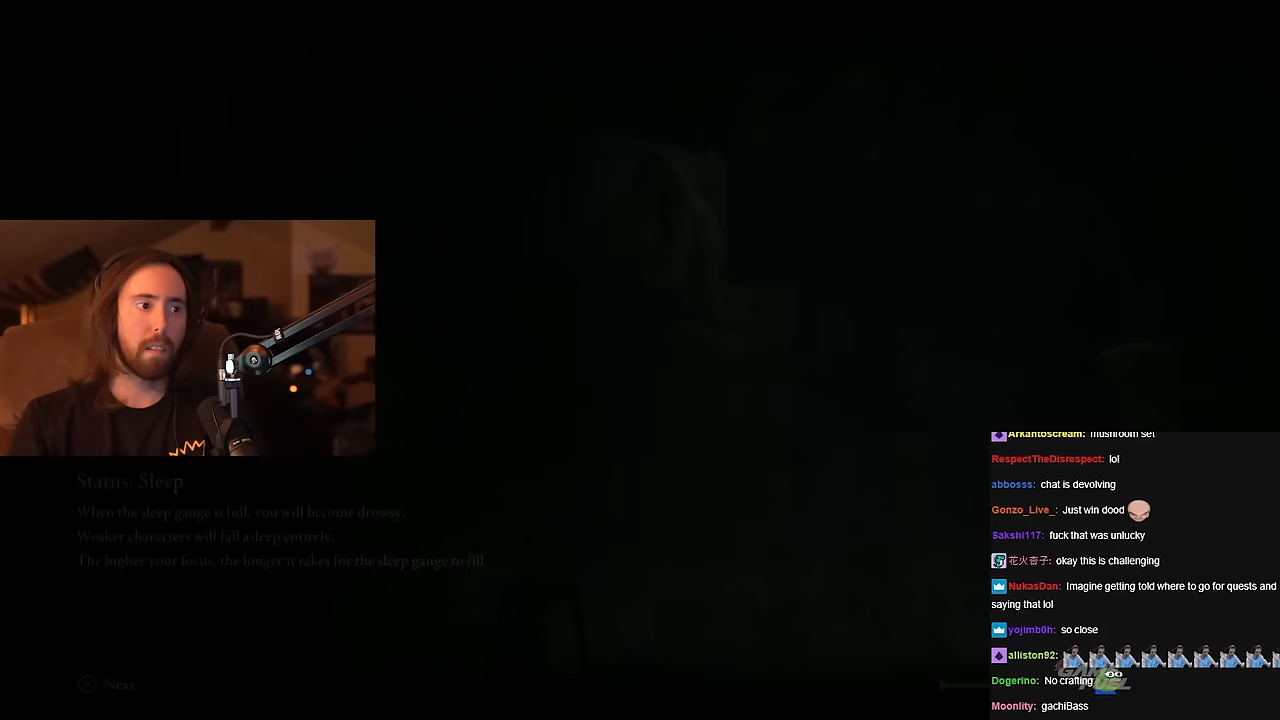 Status: Sleep
When the sleep gauge is full, you will become drowsy.
Weaker characters will fall asleep entirely.
The higher your focus, the longer it takes for the sleep gauge to fill
Next
Arkantoscream: mushroom set
RespectTheDisrespect: lol
abbosss: chat is devolving
Gonzo_Live_: Just win dood
Sakshi117: fuck that was unlucky
花火音子: okay this is challenging
NukasDan: Imagine getting told where to go for quests and
saying that lol
yojimb0h: so close
alliston92:
Dogerino: No crafting
Moonlity: gachiBass